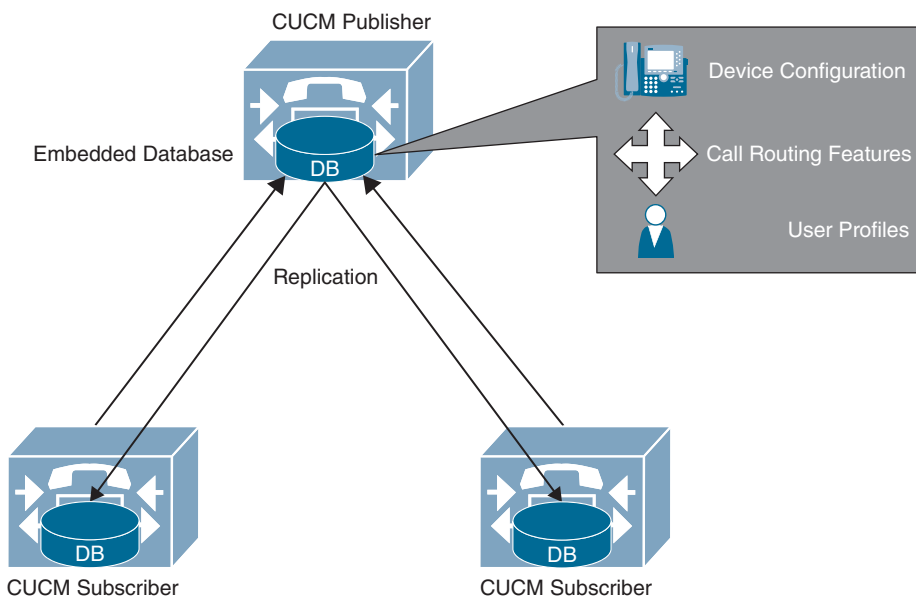 CUCM Publisher
Device Configuration
Embedded Database
DB
Call Routing Features
User Profiles
Replication
DB
DB
CUCM Subscriber
CUCM Subscriber